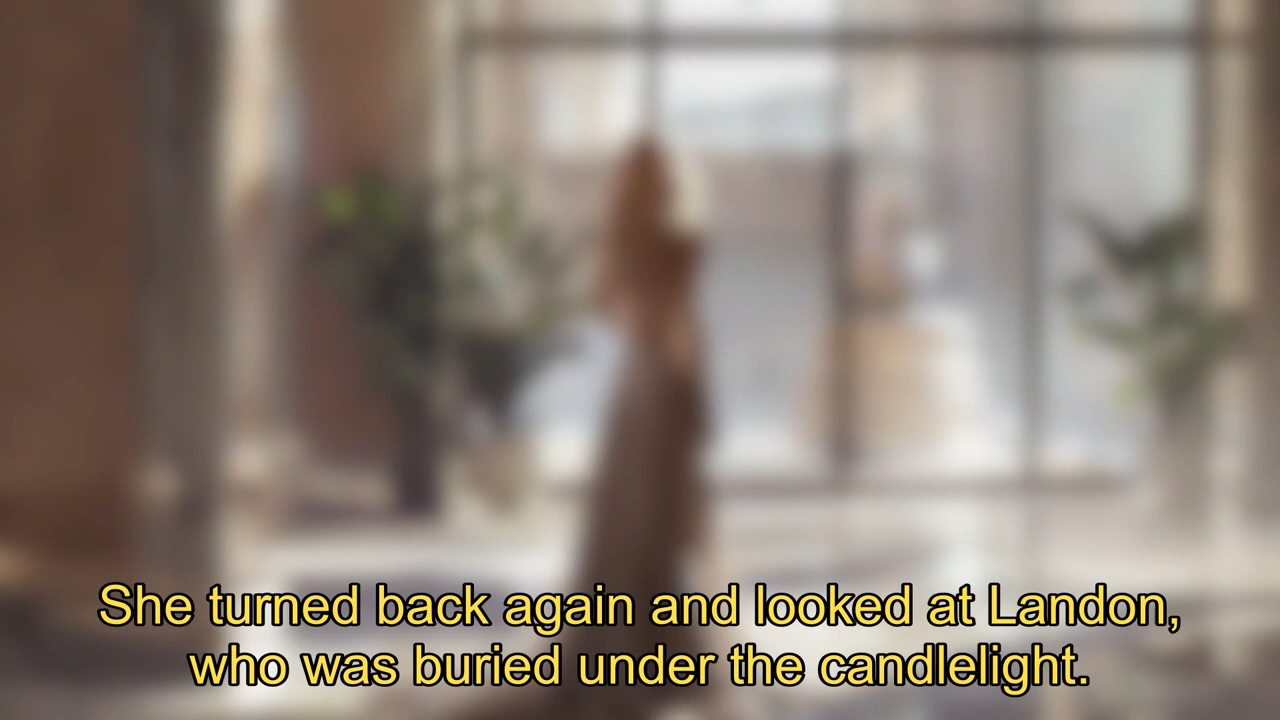 She turned back again and looked at Landon,
who was buried under the candlelight.